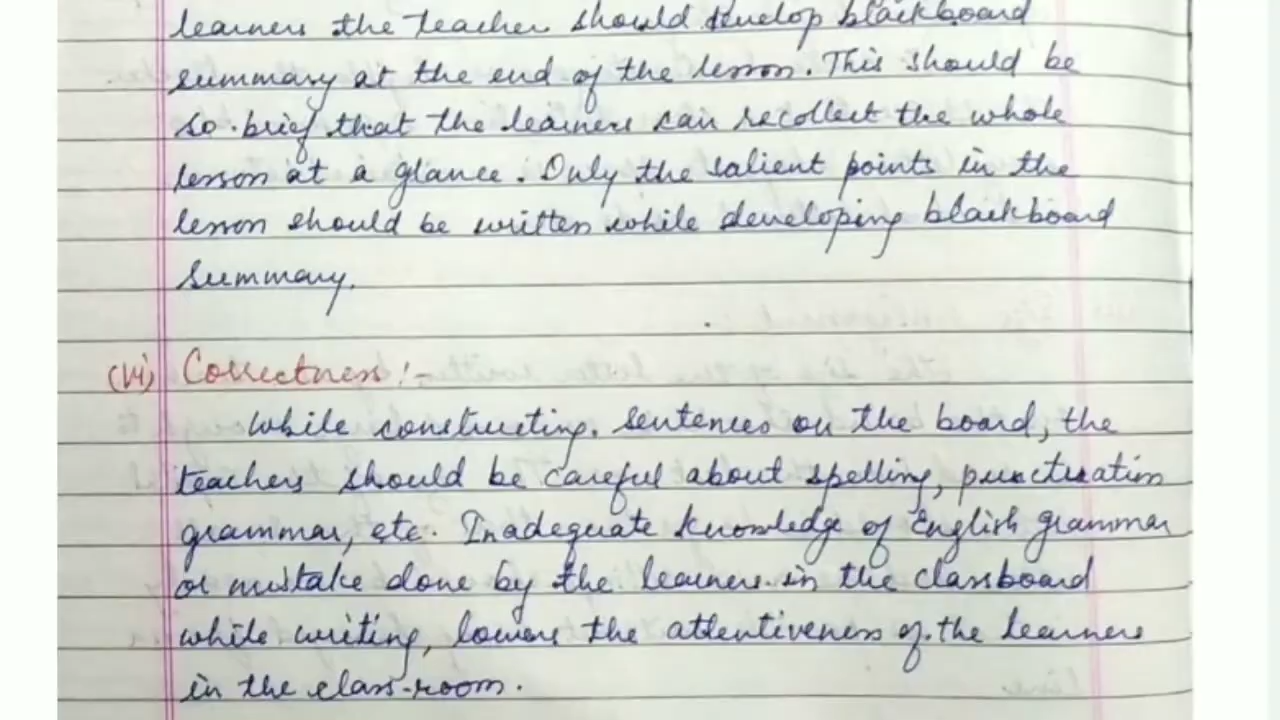 learners the teacher should develop blackboard
summary at the end of the lesson. This should be
so brief that the learners can recollect the whole
lesson at a glance. Only the salient points in the
lesson should be written while developing blackboard
summary.
(vi) Correctness :-
While constructing sentences on the board, the
teachers should be careful about spelling, punctuation
grammar, etc. Inadequate knowledge of English grammar
or mistake done by the learners in the classboard
while writing, lowers the attentiveness of the learners
in the class-room.